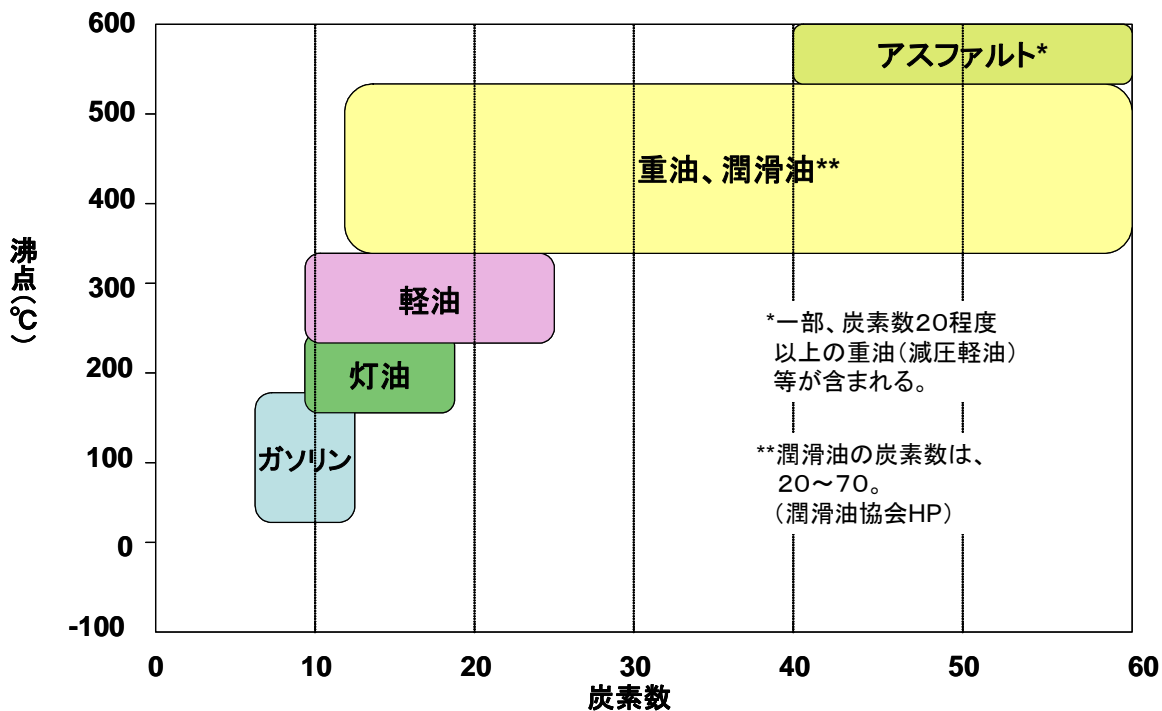 600
500
400
300
200
100
0
-100
沸点(℃)
アスファルト*
重油、潤滑油**
軽油
灯油
ガソリン
*一部、炭素数20程度
以上の重油(減圧軽油)
等が含まれる。
**潤滑油の炭素数は、
20～70。
(潤滑油協会HP)
0 10 20 30 40 50 60
炭素数